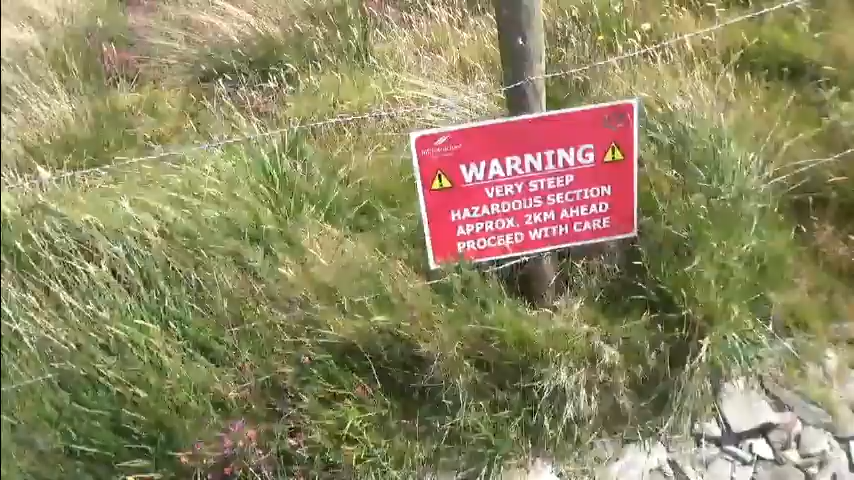 WARNING
VERY STEEP
HAZARDOUS SECTION
APPROX. 2KM AHEAD
PROCEED WITH CARE